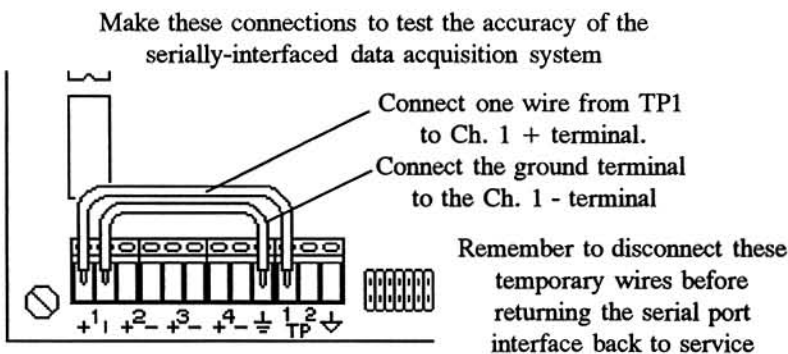 Make these connections to test the accuracy of the
serially-interfaced data acquisition system
Connect one wire from TP1
to Ch. 1 + terminal.
Connect the ground terminal
to the Ch. 1 - terminal
Remember to disconnect these
temporary wires before
returning the serial port
interface back to service
+1- +2- +3- +4- ⏚ 1 2
TP